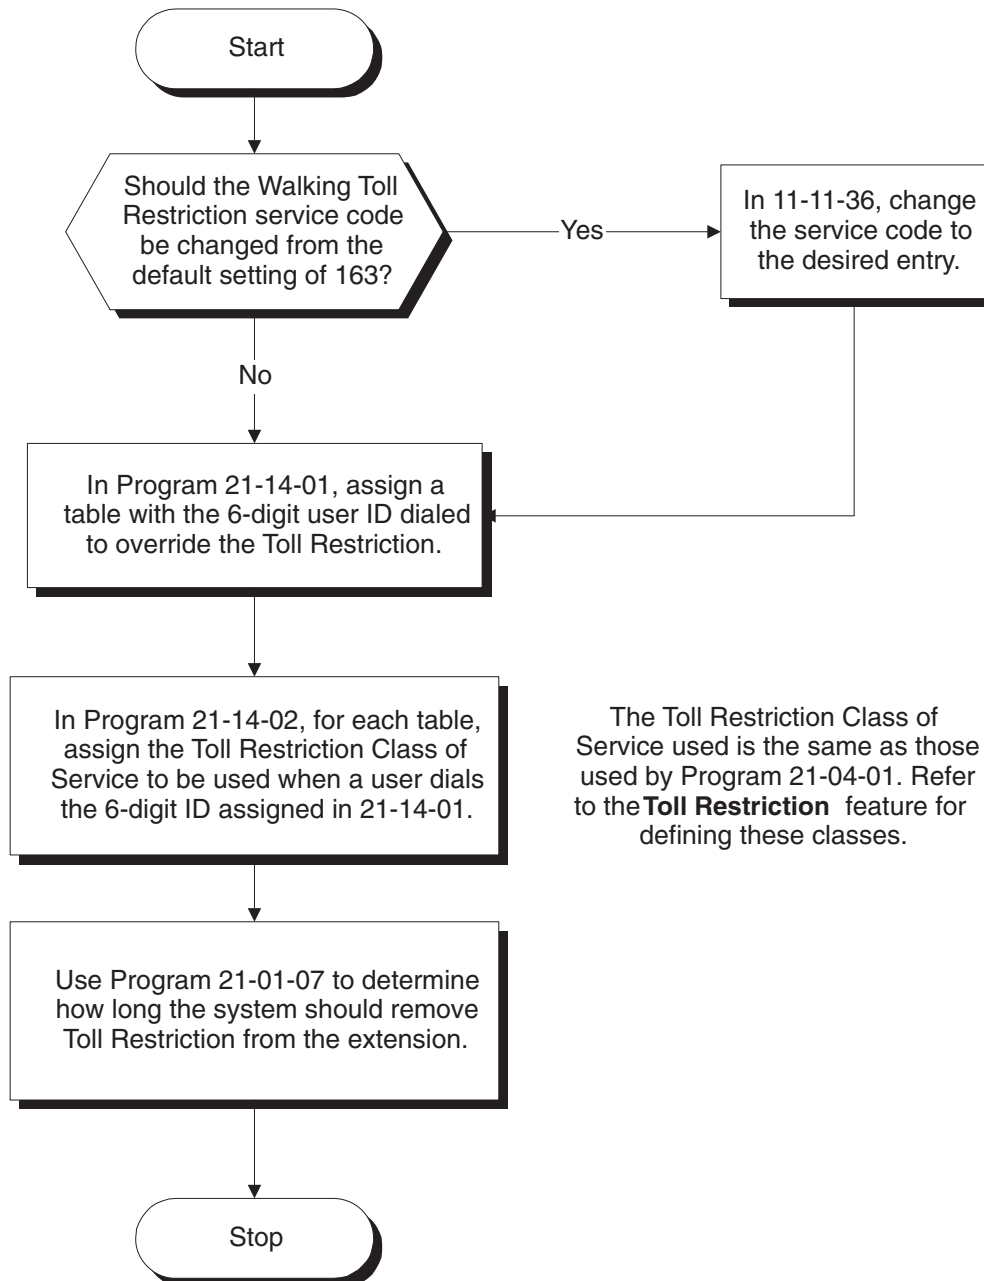 Start
Should the Walking Toll
Restriction service code
be changed from the
default setting of 163?
Yes
In 11-11-36, change
the service code to
the desired entry.
No
In Program 21-14-01, assign a
table with the 6-digit user ID dialed
to override the Toll Restriction.
In Program 21-14-02, for each table,
assign the Toll Restriction Class of
Service to be used when a user dials
the 6-digit ID assigned in 21-14-01.
The Toll Restriction Class of
Service used is the same as those
used by Program 21-04-01. Refer
to the Toll Restriction feature for
defining these classes.
Use Program 21-01-07 to determine
how long the system should remove
Toll Restriction from the extension.
Stop